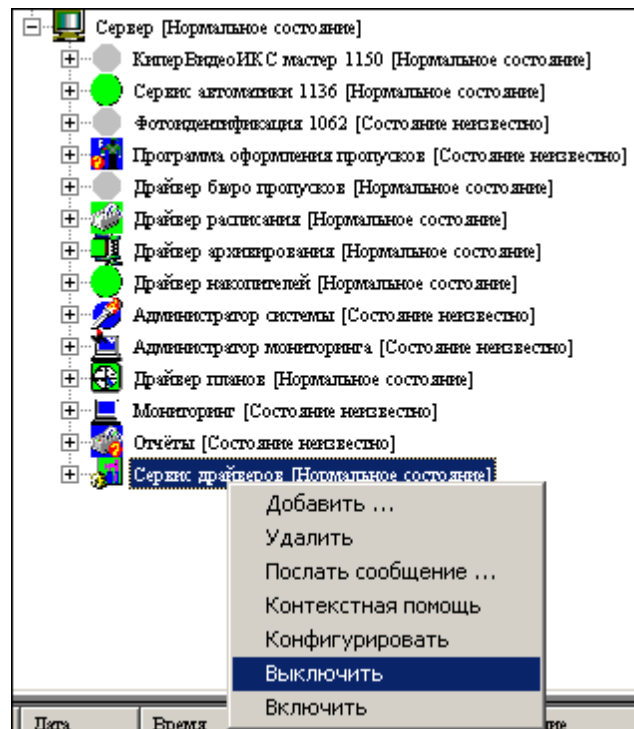 Сервер [Нормальное состояние]
КиперВидеоИКС мастер 1150 [Нормальное состояние]
Сервис автоматики 1136 [Нормальное состояние]
Фотоидентификация 1062 [Состояние неизвестно]
Программа оформления пропусков [Состояние неизвестно]
Драйвер бюро пропусков [Нормальное состояние]
Драйвер расписания [Нормальное состояние]
Драйвер архивирования [Нормальное состояние]
Драйвер накопителей [Нормальное состояние]
Администратор системы [Состояние неизвестно]
Администратор мониторинга [Состояние неизвестно]
Драйвер планов [Нормальное состояние]
Мониторинг [Состояние неизвестно]
Отчёты [Состояние неизвестно]
Сервис драйверов [Нормальное состояние]
Добавить ...
Удалить
Послать сообщение ...
Контекстная помощь
Конфигурировать
Выключить
Включить
Дата Время